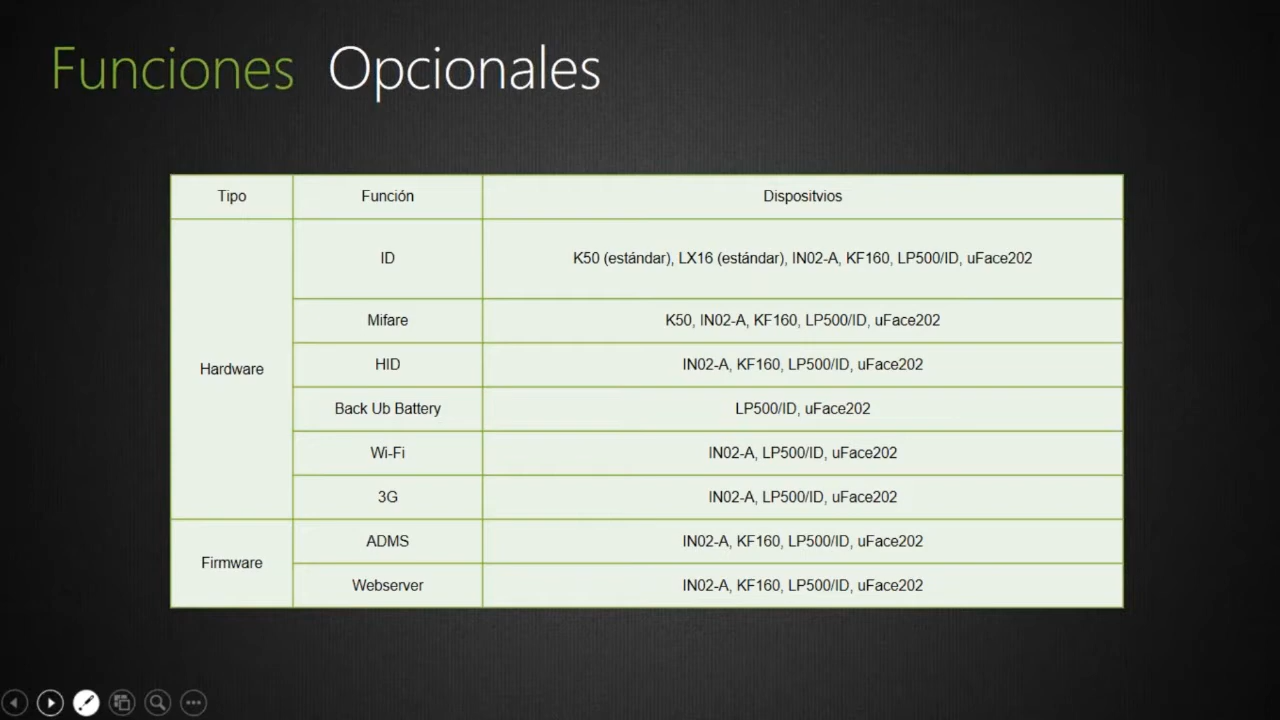 Funciones Opcionales
Tipo Función Dispositvios
Hardware
ID K50 (estándar), LX16 (estándar), IN02-A, KF160, LP500/ID, uFace202
Mifare K50, IN02-A, KF160, LP500/ID, uFace202
HID IN02-A, KF160, LP500/ID, uFace202
Back Ub Battery LP500/ID, uFace202
Wi-Fi IN02-A, LP500/ID, uFace202
3G IN02-A, LP500/ID, uFace202
Firmware
ADMS IN02-A, KF160, LP500/ID, uFace202
Webserver IN02-A, KF160, LP500/ID, uFace202